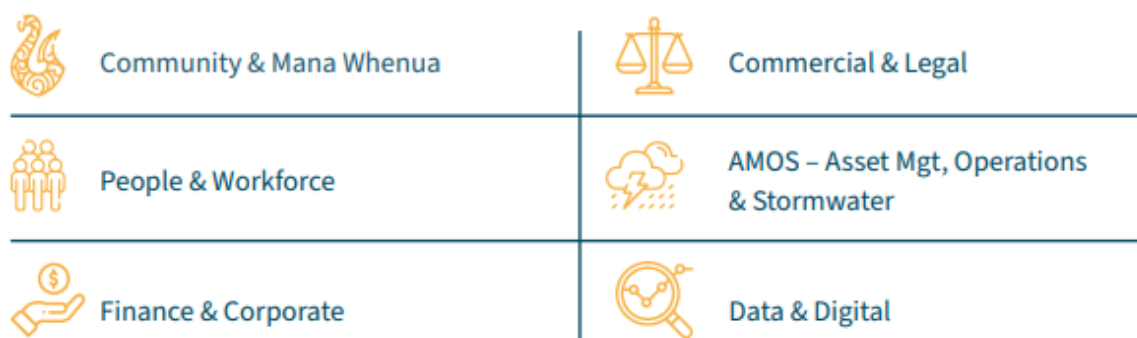 Community & Mana Whenua
Commercial & Legal
People & Workforce
AMOS – Asset Mgt, Operations
& Stormwater
Finance & Corporate
$
Data & Digital